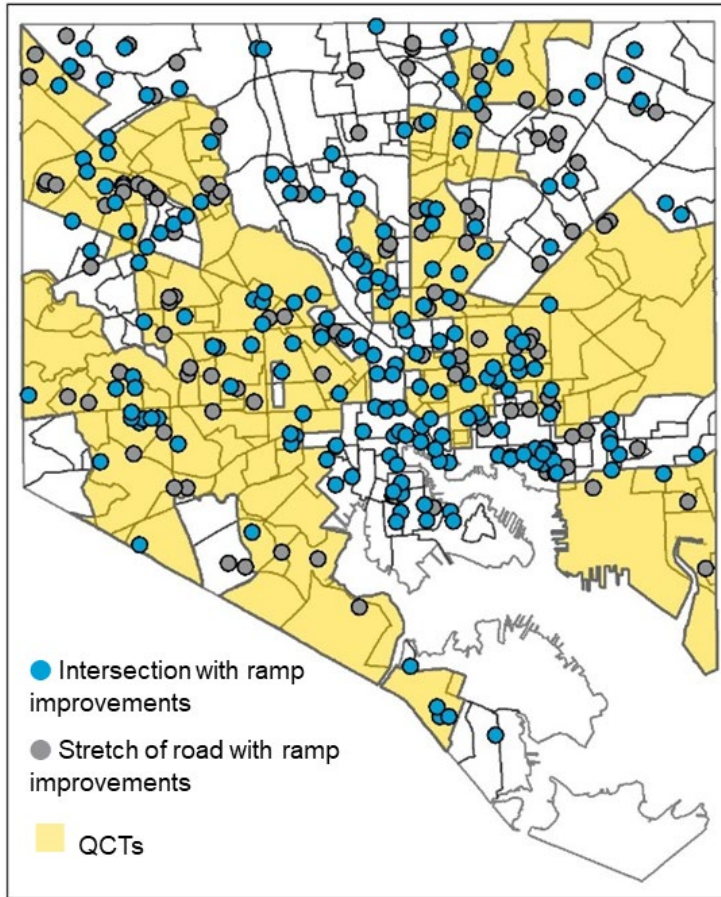 Intersection with ramp
improvements
Stretch of road with ramp
improvements
QCTs